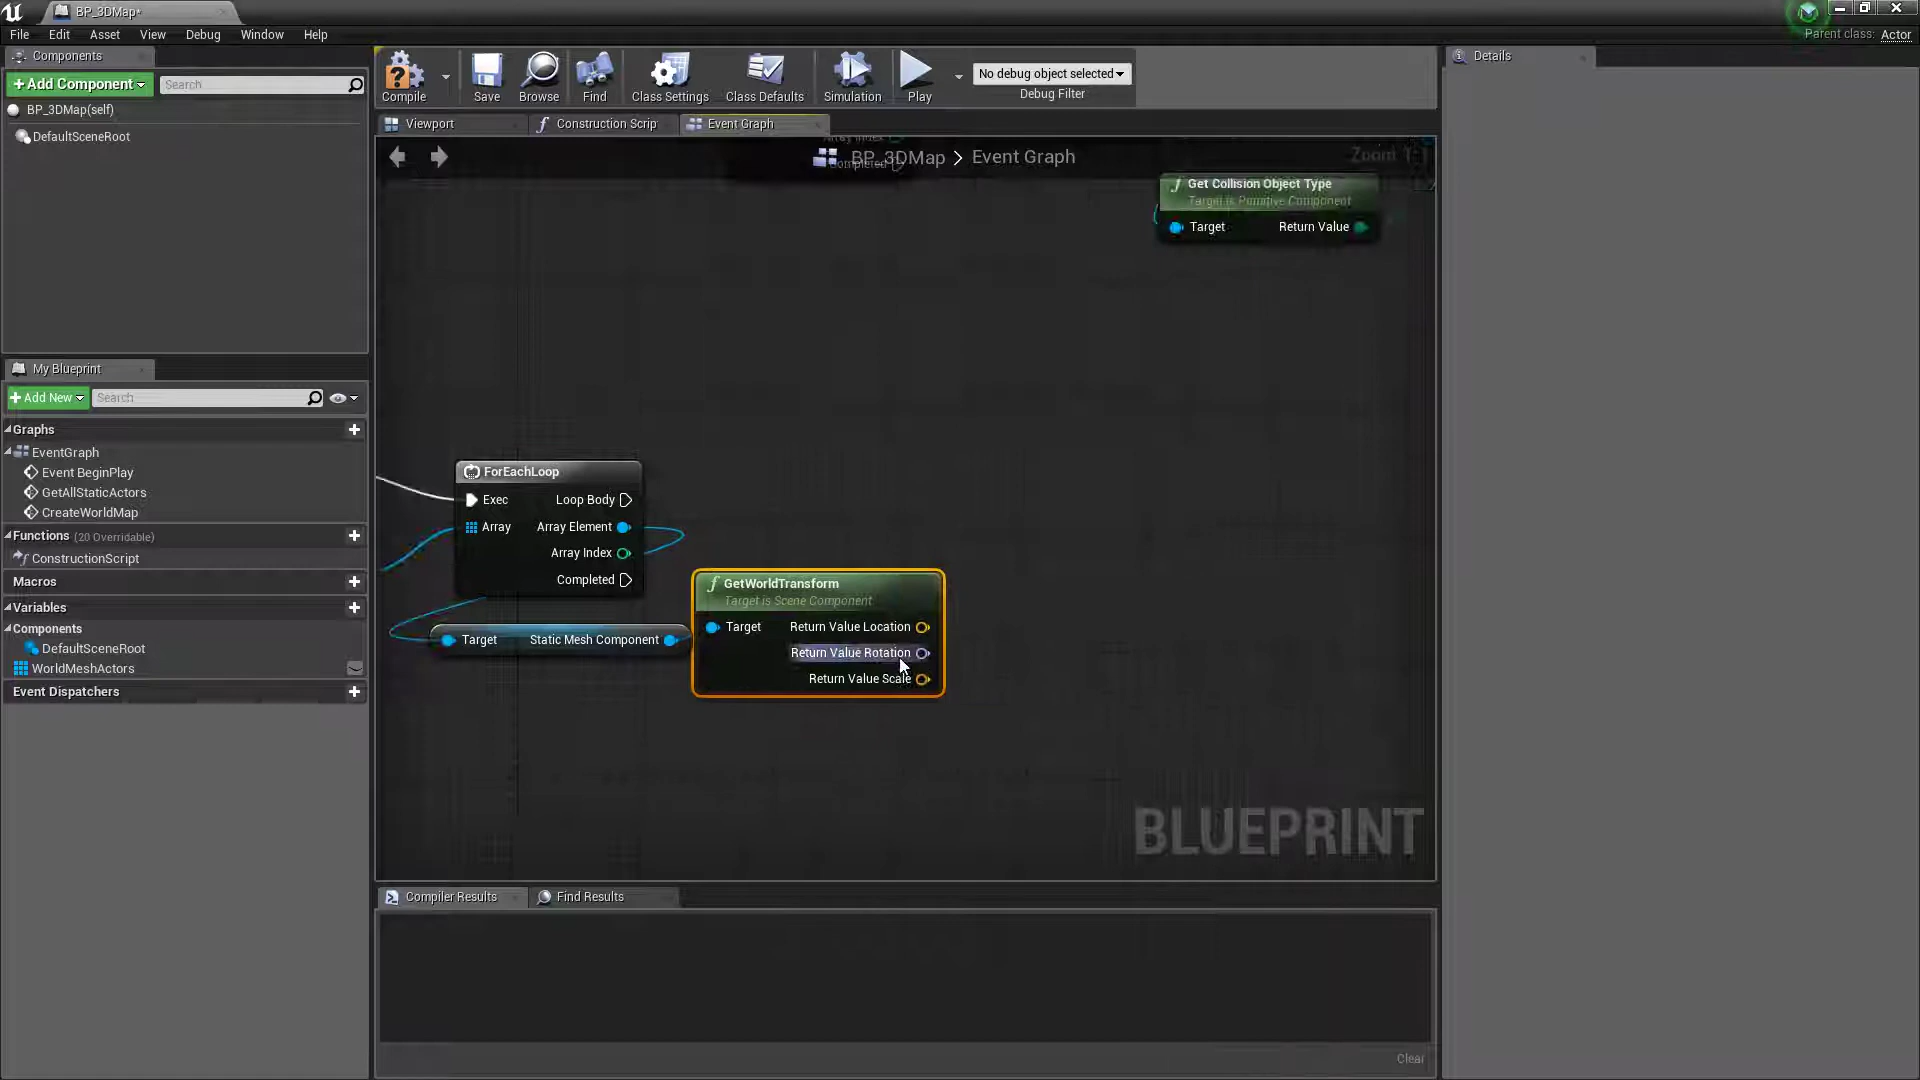 BP_3DMap*
File Edit Asset View Debug Window Help
Parent class: Actor
Components
+Add Component
Search
BP_3DMap(self)
DefaultSceneRoot
Compile
Save
Browse
Find
Class Settings
Class Defaults
Simulation
Play
No debug object selected
Debug Filter
Details
Viewport
Construction Scrip
Event Graph
Array Index
Completed
BP_3DMap > Event Graph
Zoom 1:1
Get Collision Object Type
Target is Primitive Component
Target Return Value
My Blueprint
+Add New
Search
Graphs
EventGraph
Event BeginPlay
GetAllStaticActors
CreateWorldMap
Functions (20 Overridable)
ConstructionScript
Macros
Variables
Components
DefaultSceneRoot
WorldMeshActors
Event Dispatchers
ForEachLoop
Exec Loop Body
Array Array Element
Array Index
Completed
Target Static Mesh Component
GetWorldTransform
Target is Scene Component
Target Return Value Location
Return Value Rotation
Return Value Scale
BLUEPRINT
Compiler Results
Find Results
Clear